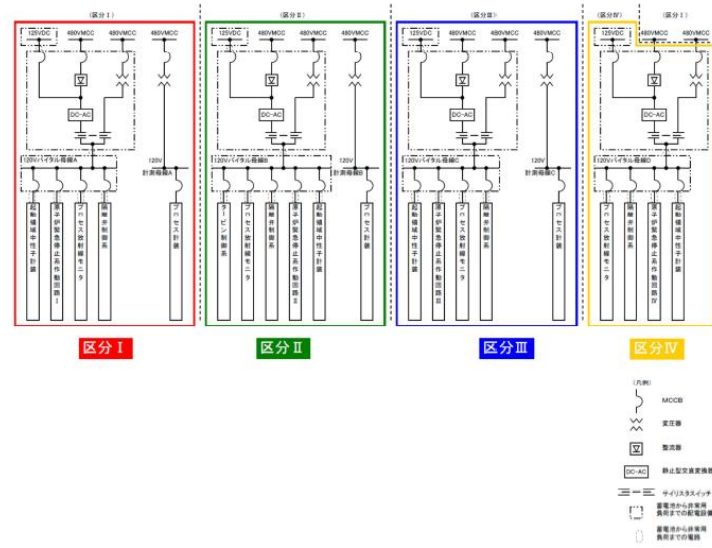 (区分Ⅰ)
125VDC 480VMCC 480VMCC 480VMCC
DC-AC
120Vバイタル母線A
120V
計測母線A
起動領域中性子計装
原子炉緊急停止系作動回路Ⅰ
プロセス放射線モニタ
隔離弁制御系
プロセス計装
区分Ⅰ
(区分Ⅱ)
125VDC 480VMCC 480VMCC 480VMCC
DC-AC
120Vバイタル母線B
120V
計測母線B
タービン制御系
プロセス放射線モニタ
隔離弁制御系
原子炉緊急停止系作動回路Ⅱ
起動領域中性子計装
プロセス計装
区分Ⅱ
(区分Ⅲ)
125VDC 480VMCC 480VMCC 480VMCC
DC-AC
120Vバイタル母線C
120V
計測母線C
起動領域中性子計装
原子炉緊急停止系作動回路Ⅲ
プロセス放射線モニタ
隔離弁制御系
プロセス計装
区分Ⅲ
(区分Ⅳ) (区分Ⅰ)
125VDC 480VMCC 480VMCC
DC-AC
120Vバイタル母線D
プロセス放射線モニタ
隔離弁制御系
原子炉緊急停止系作動回路Ⅳ
起動領域中性子計装
区分Ⅳ
(凡例)
MCCB
変圧器
整流器
DC-AC 静止型交直変換器
サイリスタスイッチ
蓄電池から非常用
負荷までの配電設備
蓄電池から非常用
負荷までの電路